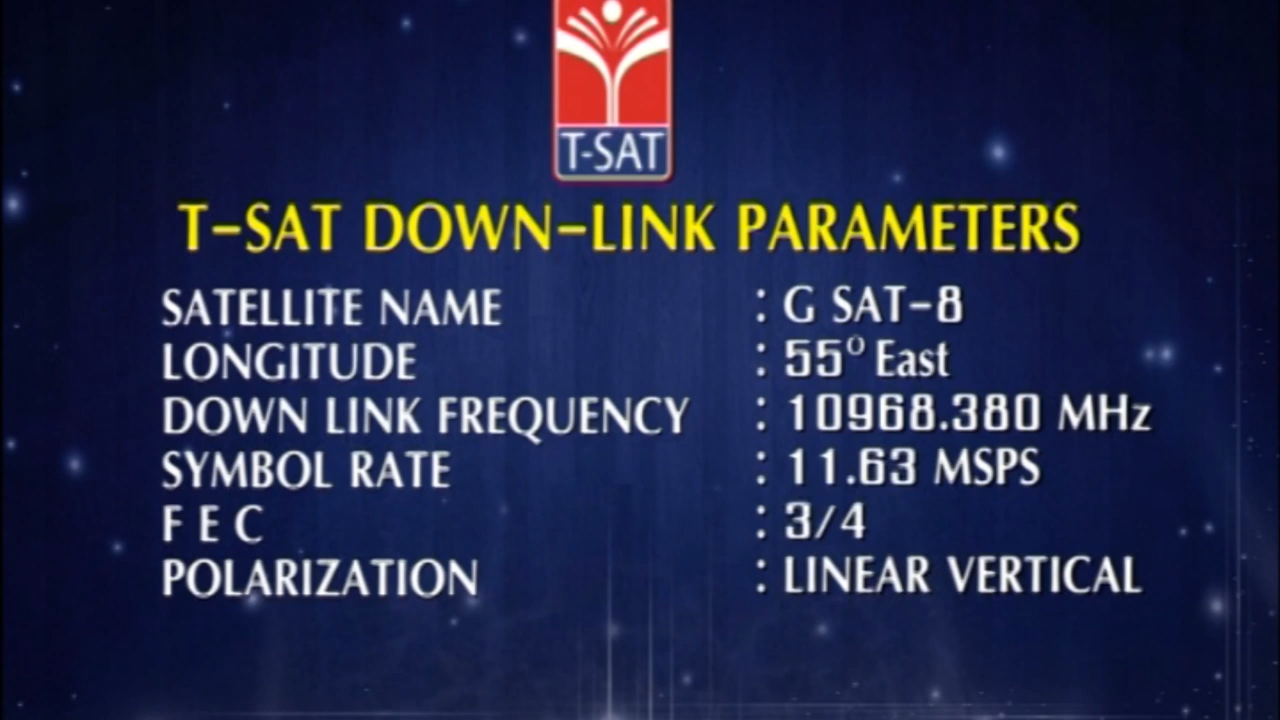 T-SAT
T-SAT DOWN-LINK PARAMETERS
SATELLITE NAME : G SAT-8
LONGITUDE : 55° East
DOWN LINK FREQUENCY : 10968.380 MHz
SYMBOL RATE : 11.63 MSPS
F E C : 3/4
POLARIZATION : LINEAR VERTICAL